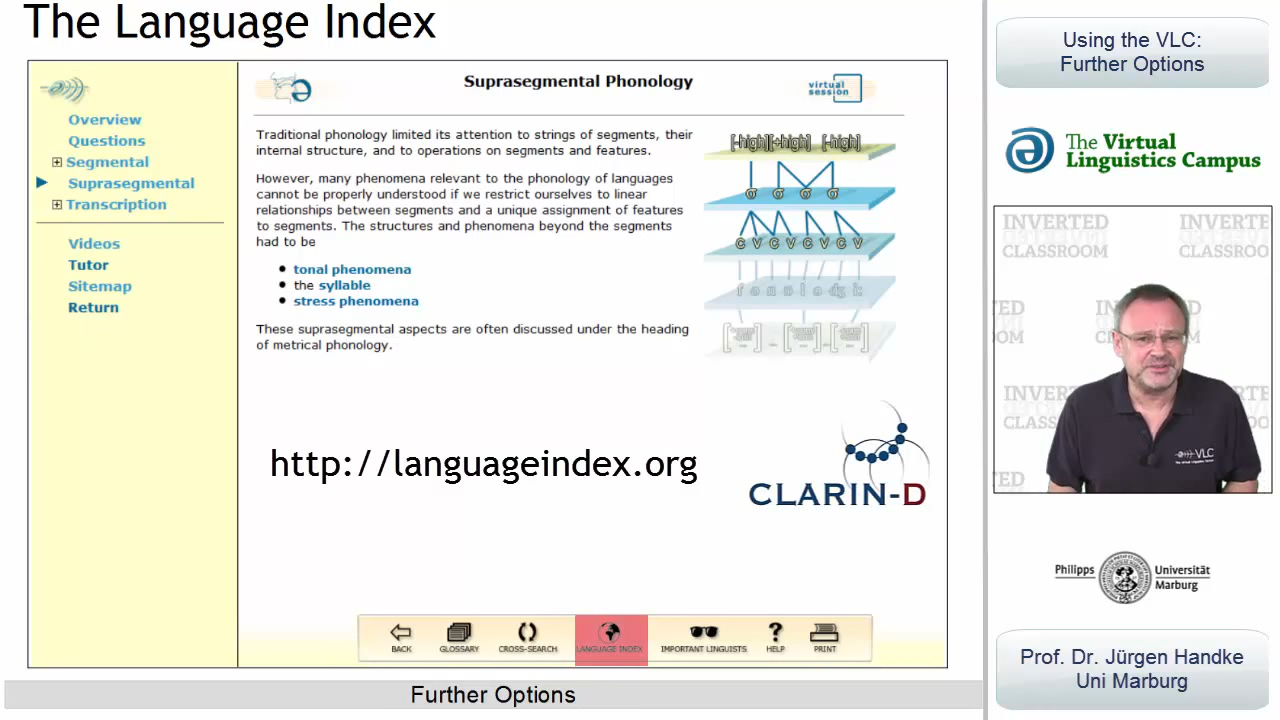 The Language Index
Overview
Questions
Segmental
Suprasegmental
Transcription
Videos
Tutor
Sitemap
Return
Suprasegmental Phonology
virtual
session
Traditional phonology limited its attention to strings of segments, their
internal structure, and to operations on segments and features.
However, many phenomena relevant to the phonology of languages
cannot be properly understood if we restrict ourselves to linear
relationships between segments and a unique assignment of features
to segments. The structures and phenomena beyond the segments
had to be
tonal phenomena
the syllable
stress phenomena
These suprasegmental aspects are often discussed under the heading
of metrical phonology.
[-high] [+high] [-high]
σ σ σ σ
C V C V C V C V
http://languageindex.org
CLARIN-D
BACK GLOSSARY CROSS-SEARCH LANGUAGE INDEX IMPORTANT LINGUISTS HELP PRINT
Further Options
Using the VLC:
Further Options
The Virtual
Linguistics Campus
INVERTED INVERTED
CLASSROOM CLASSROO
VLC
Philipps Universität
Marburg
Prof. Dr. Jürgen Handke
Uni Marburg